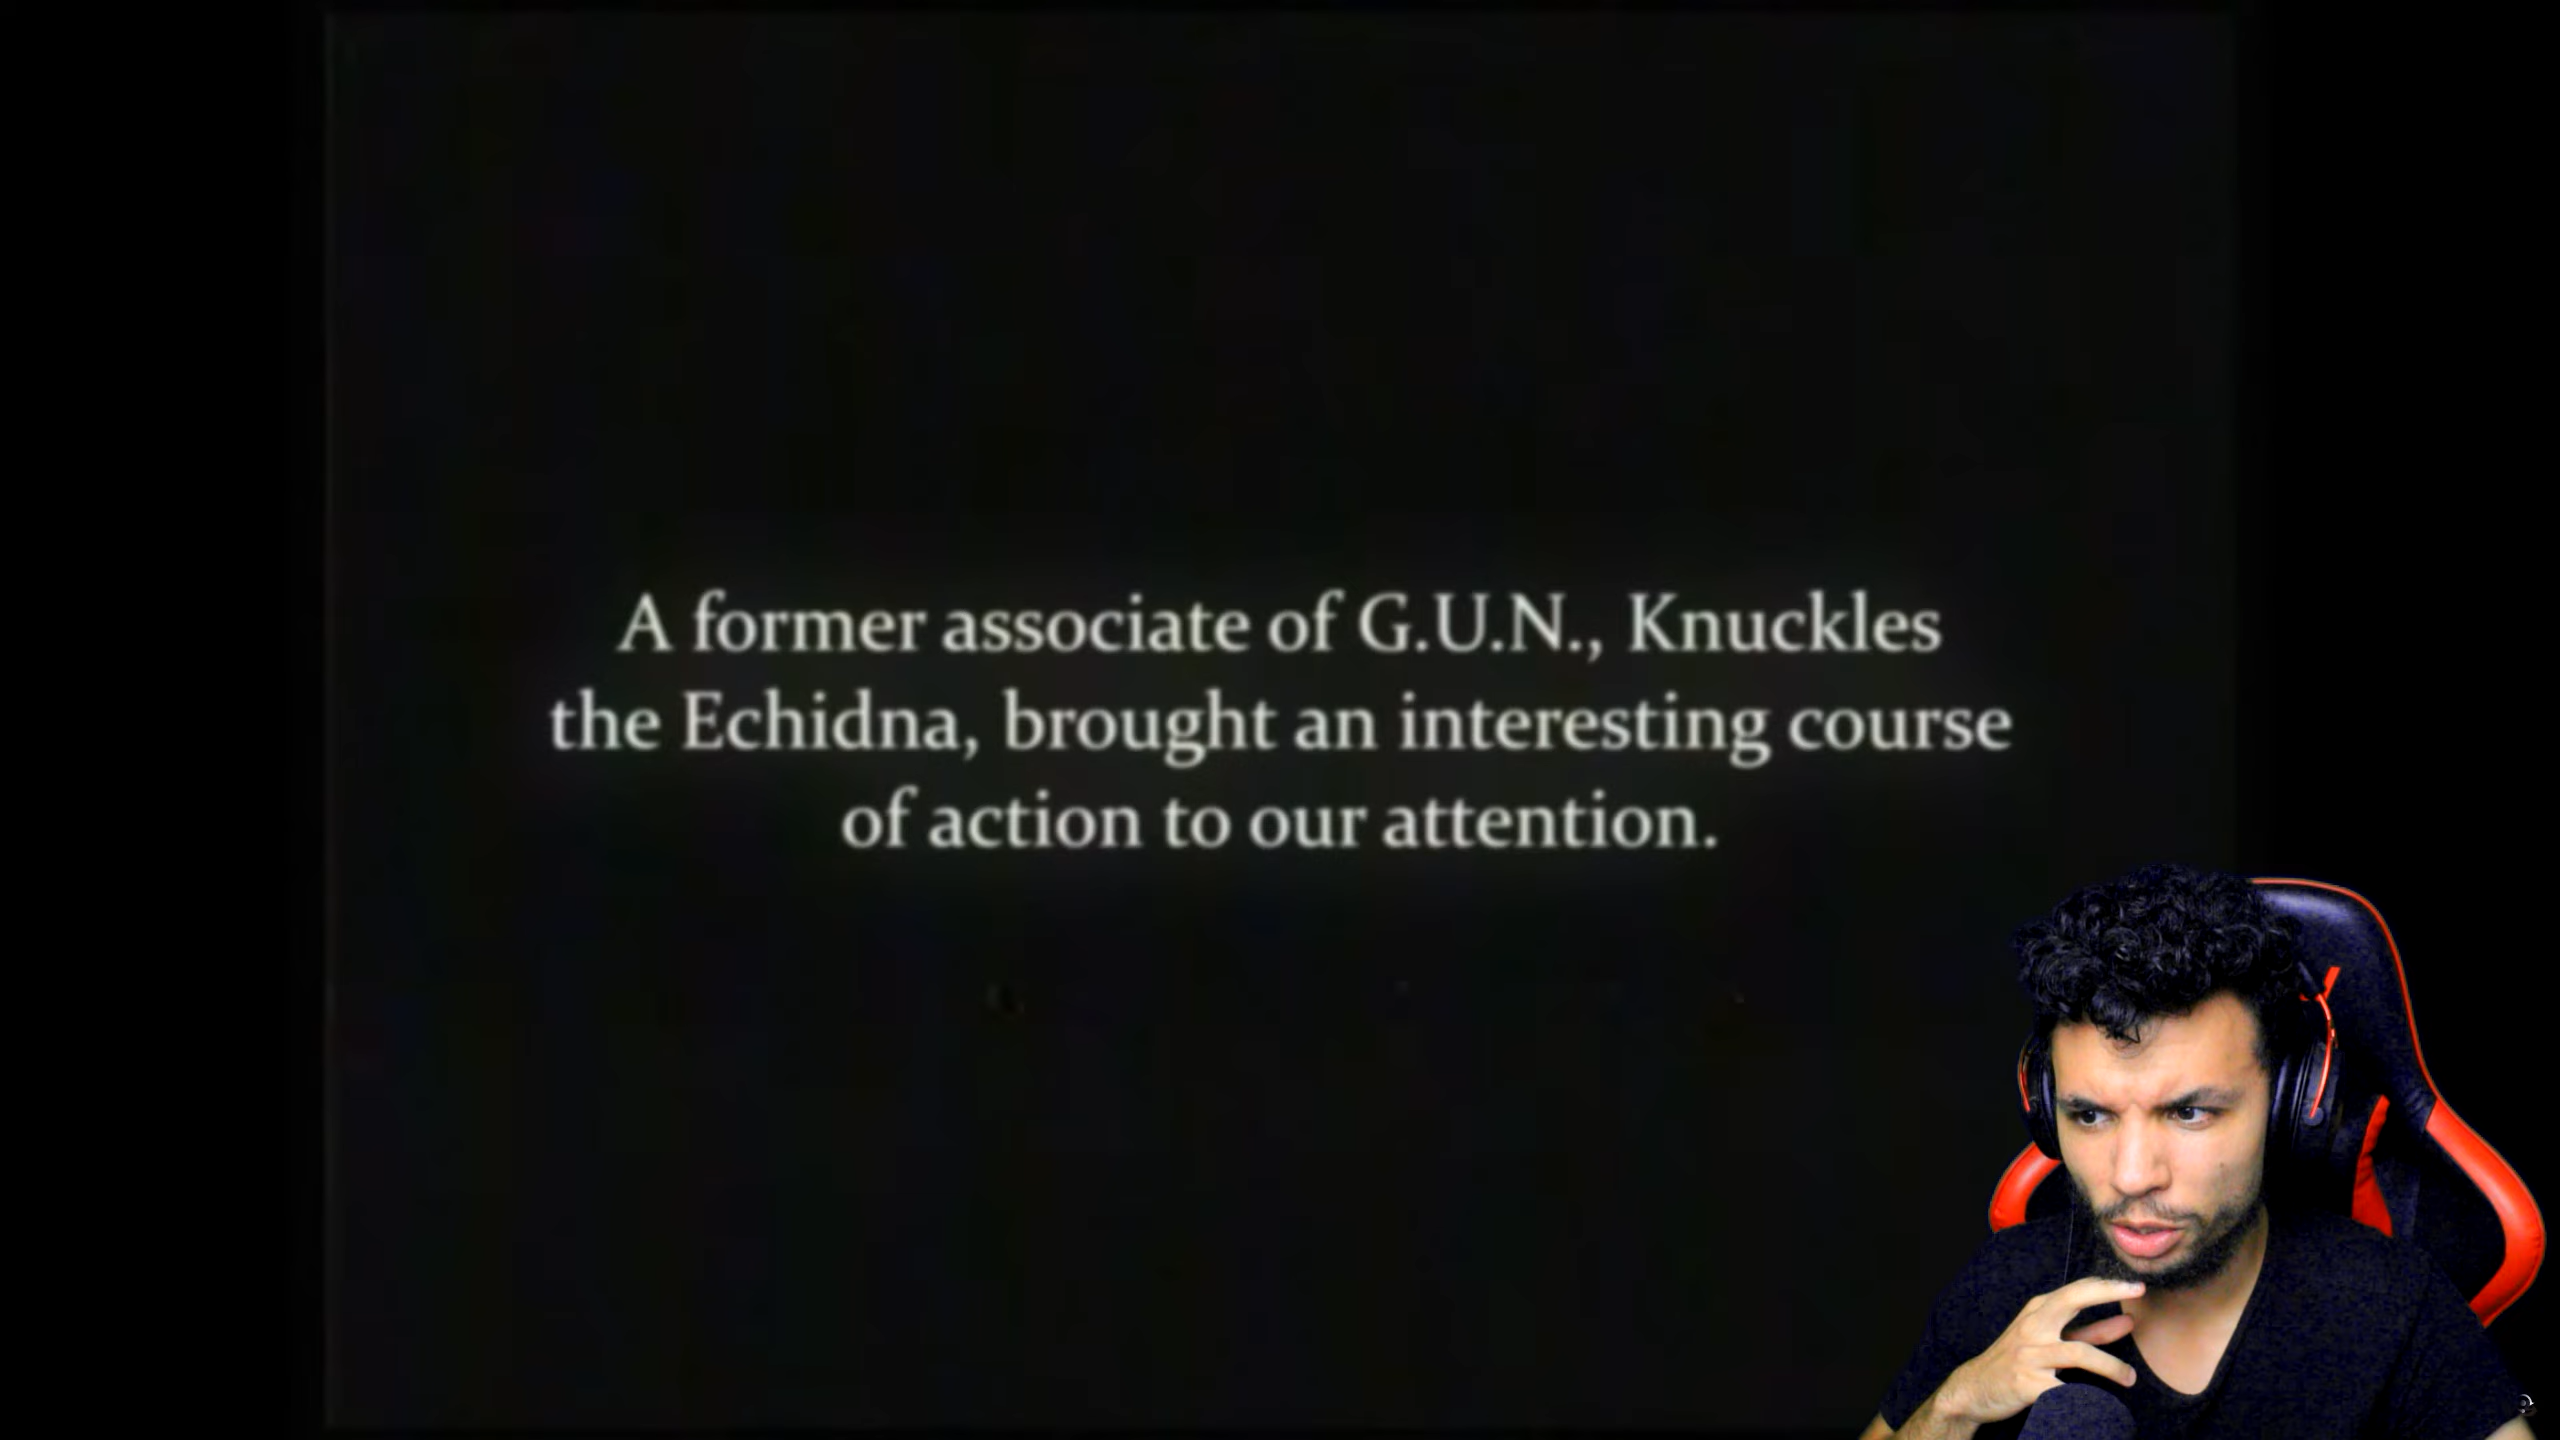 A former associate of G.U.N., Knuckles
the Echidna, brought an interesting course
of action to our attention.